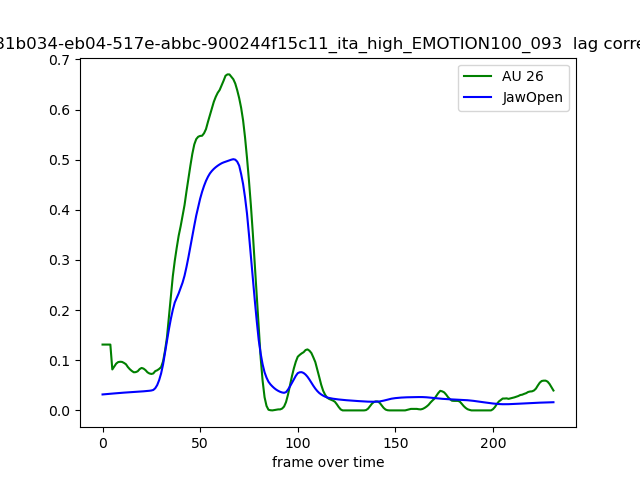 31b034-eb04-517e-abbc-900244f15c11_ita_high_EMOTION100_093 lag corre
0.7
AU 26
JawOpen
0.6
0.5
0.4
0.3
0.2
0.1
0.0
0 50 100 150 200
frame over time